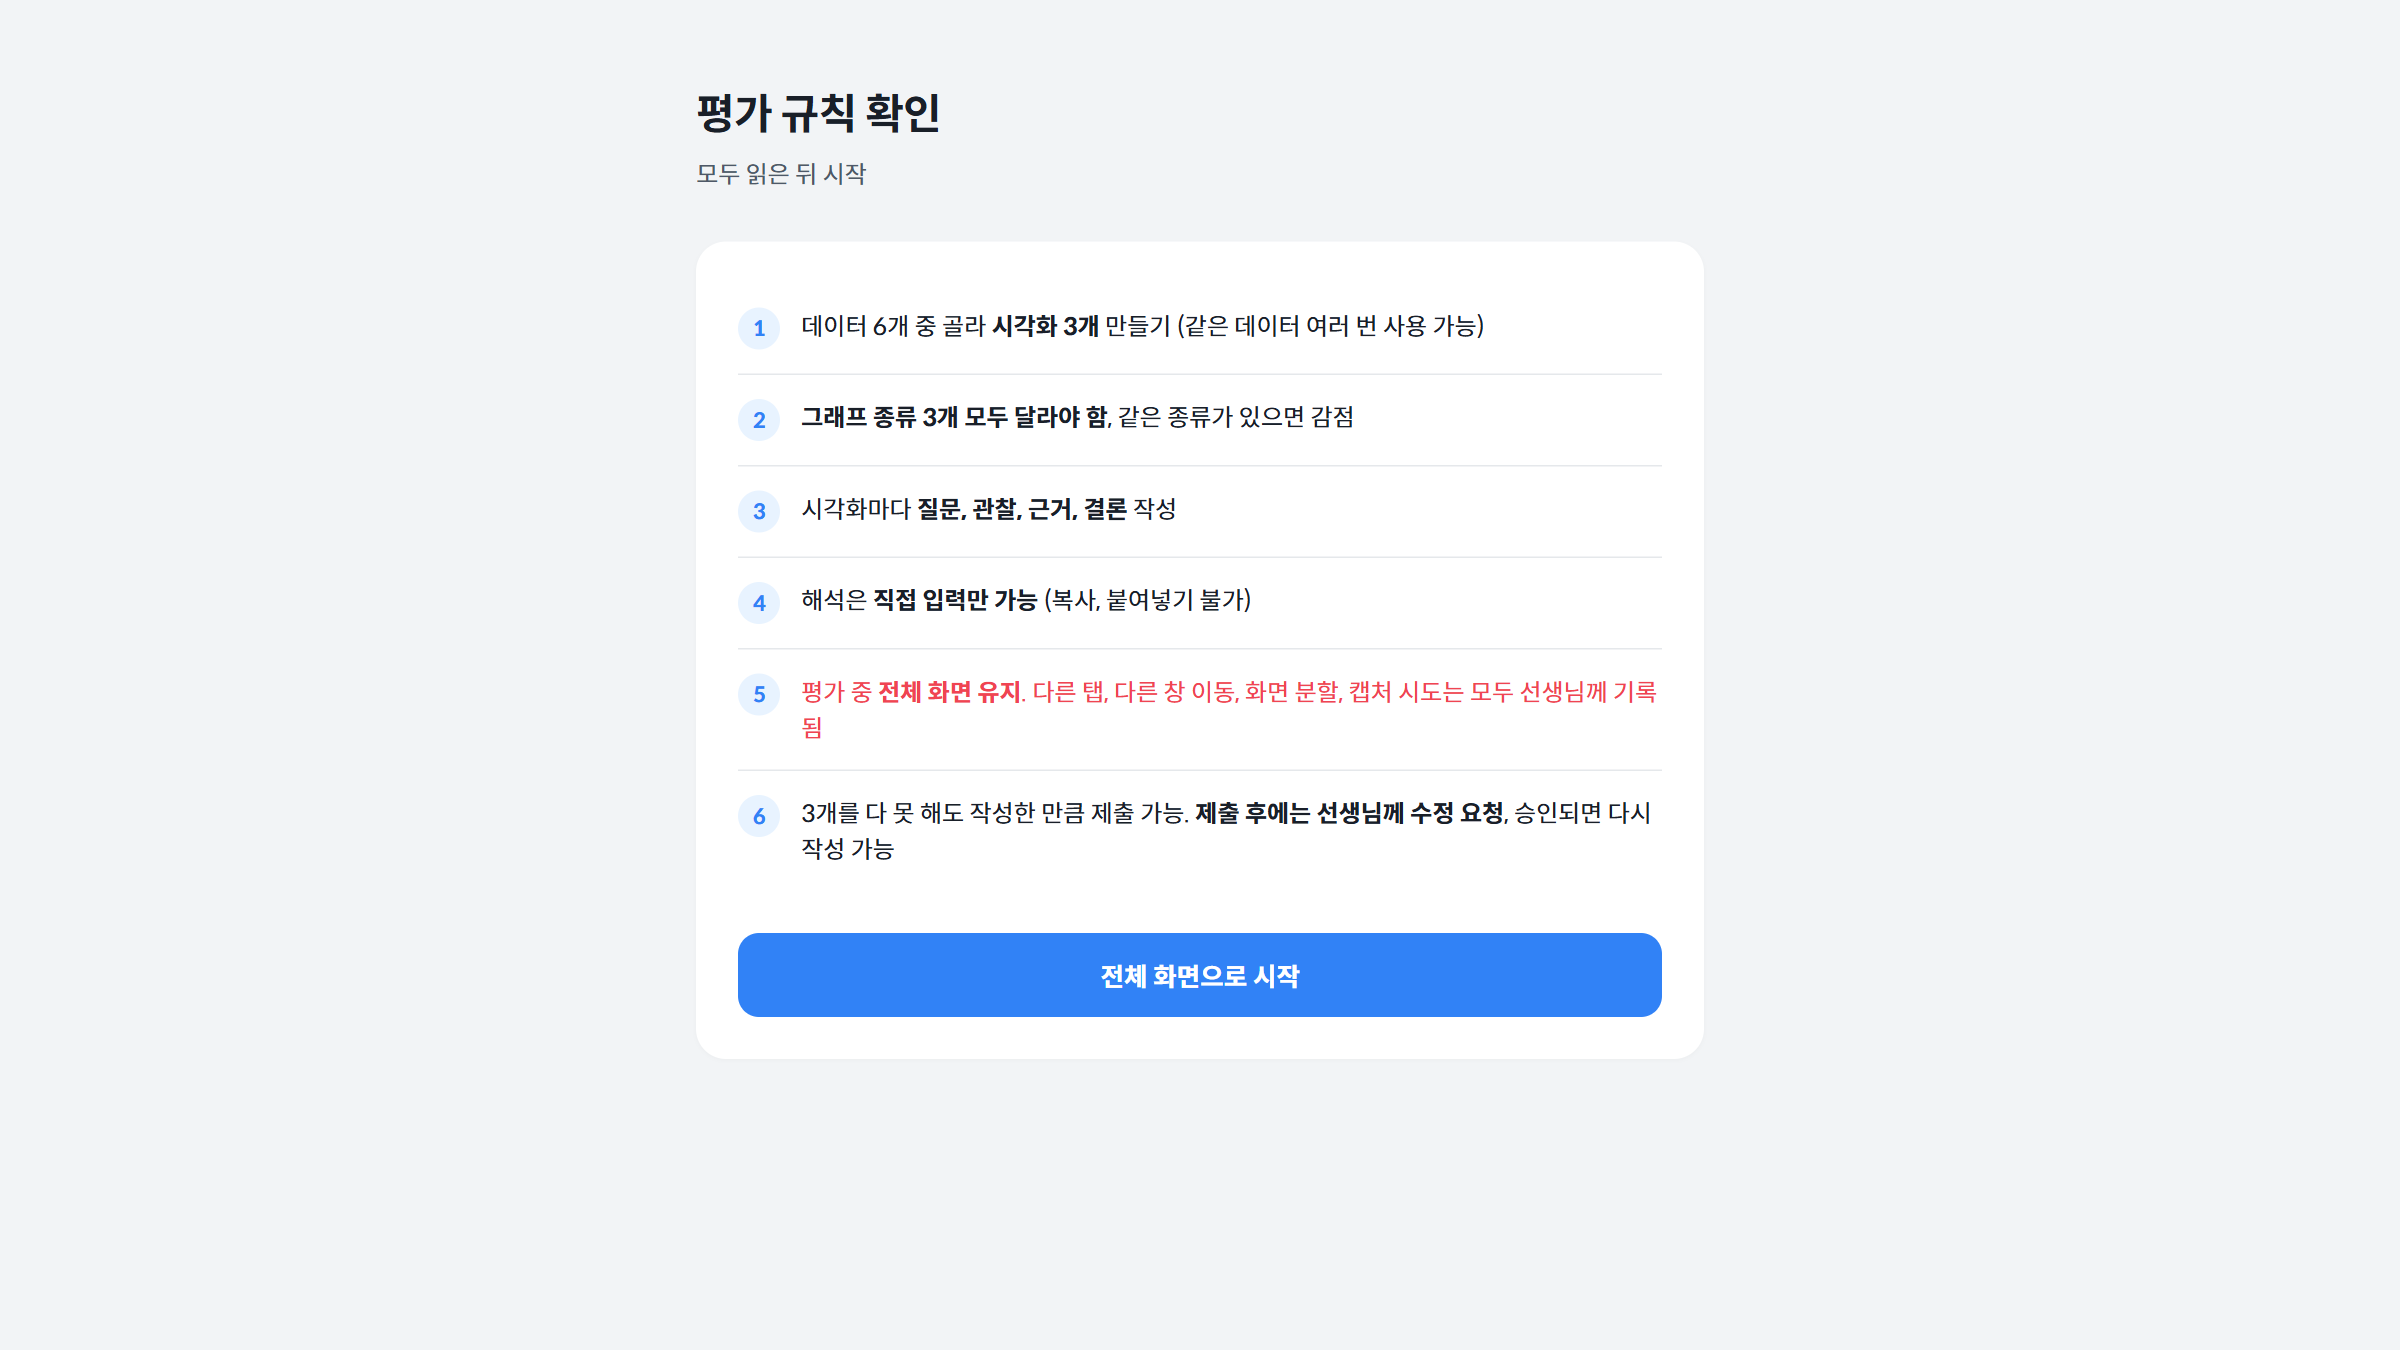 평가 규칙 확인
모두 읽은 뒤 시작
1 데이터 6개 중 골라 시각화 3개 만들기 (같은 데이터 여러 번 사용 가능)
2 그래프 종류 3개 모두 달라야 함, 같은 종류가 있으면 감점
3 시각화마다 질문, 관찰, 근거, 결론 작성
4 해석은 직접 입력만 가능 (복사, 붙여넣기 불가)
5 평가 중 전체 화면 유지. 다른 탭, 다른 창 이동, 화면 분할, 캡처 시도는 모두 선생님께 기록
됨
6 3개를 다 못 해도 작성한 만큼 제출 가능. 제출 후에는 선생님께 수정 요청, 승인되면 다시
작성 가능
전체 화면으로 시작